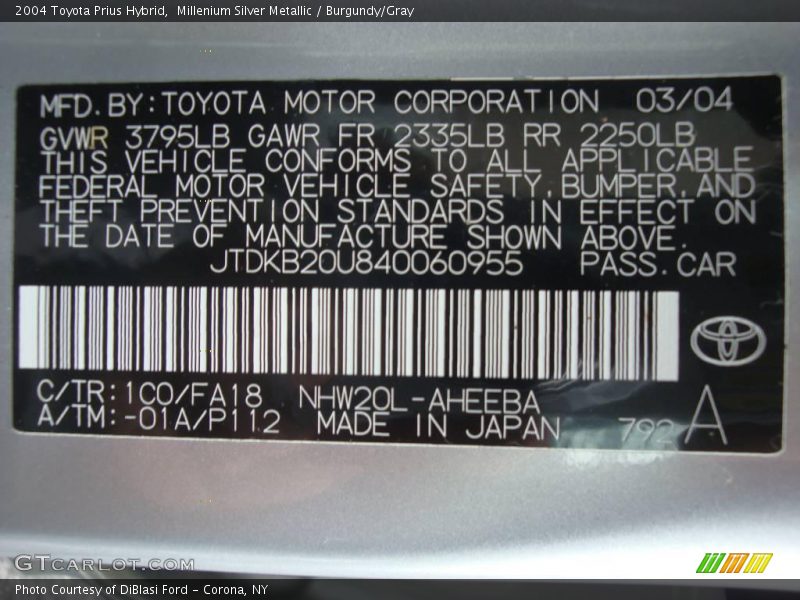 2004 Toyota Prius Hybrid,  Millenium Silver Metallic / Burgundy/Gray
MFD. BY: TOYOTA MOTOR CORPORATION 03/04
GVWR 3795LB GAWR FR 2335LB RR 2250LB
THIS VEHICLE CONFORMS TO ALL APPLICABLE
FEDERAL MOTOR VEHICLE SAFETY, BUMPER, AND
THEFT PREVENTION STANDARDS IN EFFECT ON
THE DATE OF MANUFACTURE SHOWN ABOVE.
JTDKB20U840060955 PASS. CAR
C/TR: 1C0/FA18 NHW20L-AHEEBA
A/TM: -01A/P112 MADE IN JAPAN 792 A
GTCARLOT.COM
Photo Courtesy of DiBlasi Ford - Corona, NY